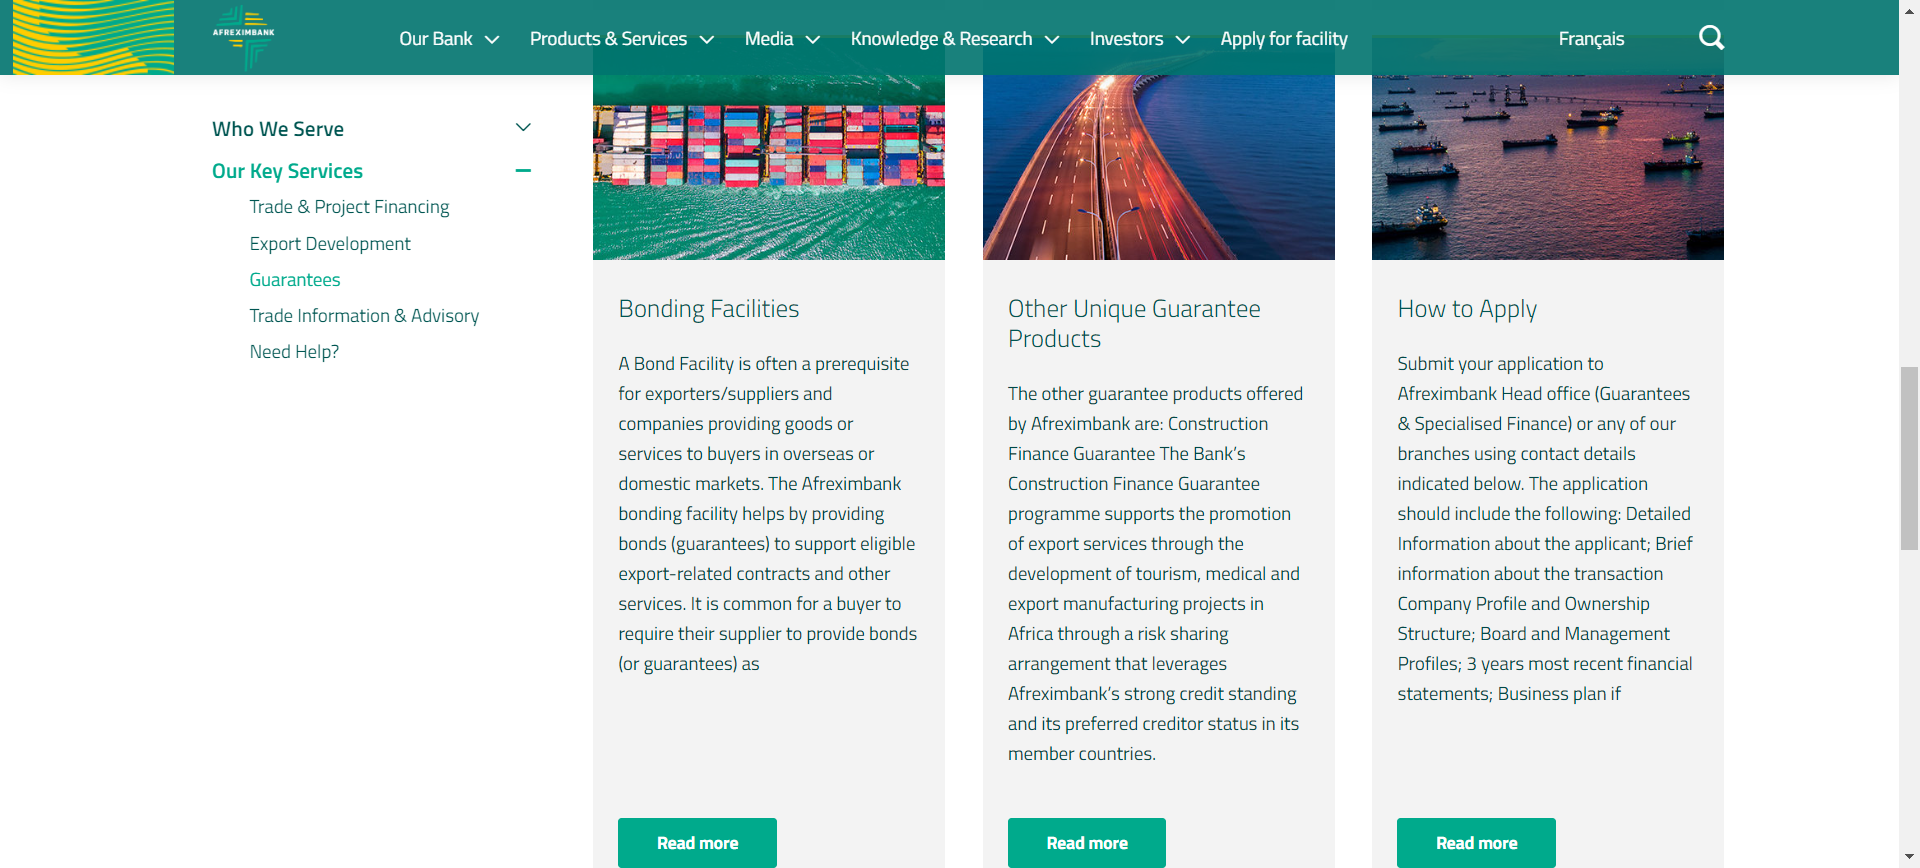 AFREXIMBANK
Our Bank
Products & Services
Media
Knowledge & Research
Investors
Apply for facility
Français
Who We Serve
Our Key Services
Trade & Project Financing
Export Development
Guarantees
Trade Information & Advisory
Need Help?
Bonding Facilities
A Bond Facility is often a prerequisite
for exporters/suppliers and
companies providing goods or
services to buyers in overseas or
domestic markets. The Afreximbank
bonding facility helps by providing
bonds (guarantees) to support eligible
export-related contracts and other
services. It is common for a buyer to
require their supplier to provide bonds
(or guarantees) as
Read more
Other Unique Guarantee
Products
The other guarantee products offered
by Afreximbank are: Construction
Finance Guarantee The Bank’s
Construction Finance Guarantee
programme supports the promotion
of export services through the
development of tourism, medical and
export manufacturing projects in
Africa through a risk sharing
arrangement that leverages
Afreximbank’s strong credit standing
and its preferred creditor status in its
member countries.
Read more
How to Apply
Submit your application to
Afreximbank Head office (Guarantees
& Specialised Finance) or any of our
branches using contact details
indicated below. The application
should include the following: Detailed
Information about the applicant; Brief
information about the transaction
Company Profile and Ownership
Structure; Board and Management
Profiles; 3 years most recent financial
statements; Business plan if
Read more